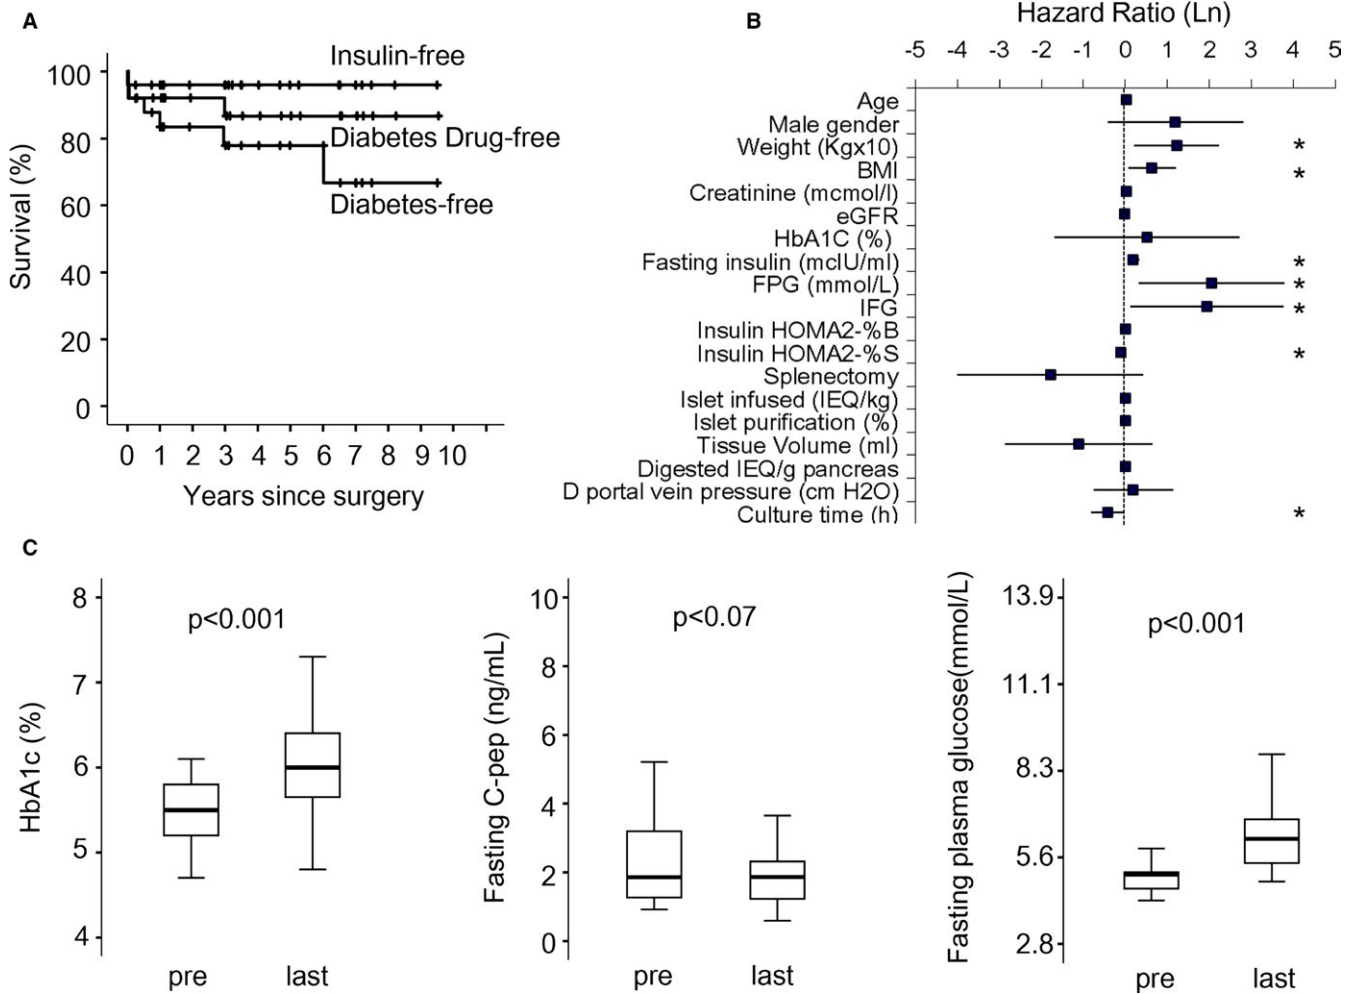 A
Insulin-free
Diabetes Drug-free
Diabetes-free
Survival (%)
100
80
60
40
20
0
0 1 2 3 4 5 6 7 8 9 10
Years since surgery
B
Hazard Ratio (Ln)
-5 -4 -3 -2 -1 0 1 2 3 4 5
Age
Male gender
Weight (Kgx10) *
BMI *
Creatinine (mcmol/l)
eGFR
HbA1C (%)
Fasting insulin (mcIU/ml) *
FPG (mmol/L) *
IFG *
Insulin HOMA2-%B
Insulin HOMA2-%S *
Splenectomy
Islet infused (IEQ/kg)
Islet purification (%)
Tissue Volume (ml)
Digested IEQ/g pancreas
D portal vein pressure (cm H2O)
Culture time (h) *
C
HbA1c (%)
8
7
6
5
4
p<0.001
pre last
Fasting C-pep (ng/mL)
10
8
6
4
2
0
p<0.07
pre last
Fasting plasma glucose(mmol/L)
13.9
11.1
8.3
5.6
2.8
p<0.001
pre last